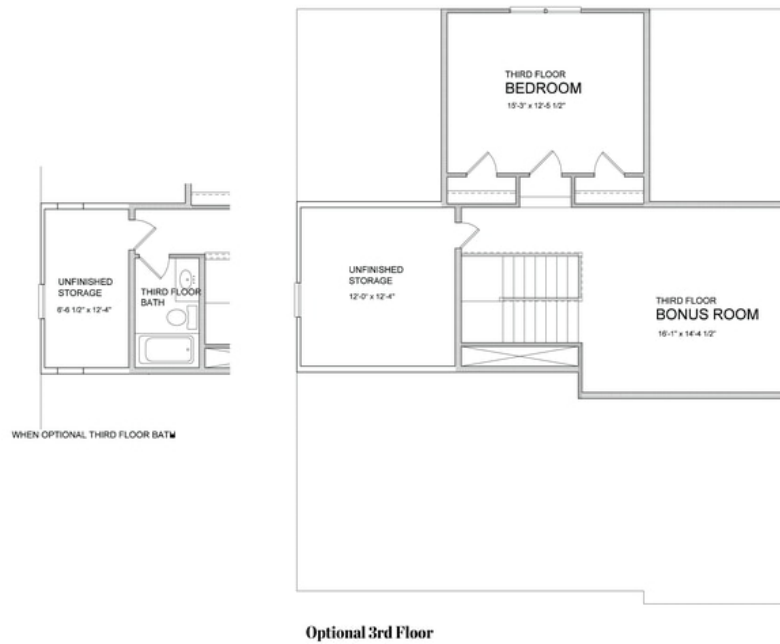 THIRD FLOOR
BEDROOM
15'-3" x 12'-5 1/2"
UNFINISHED
STORAGE
6'-6 1/2" x 12'-4"
THIRD FLOOR
BATH
UNFINISHED
STORAGE
12'-0" x 12'-4"
THIRD FLOOR
BONUS ROOM
16'-1" x 14'-4 1/2"
WHEN OPTIONAL THIRD FLOOR BATH
Optional 3rd Floor